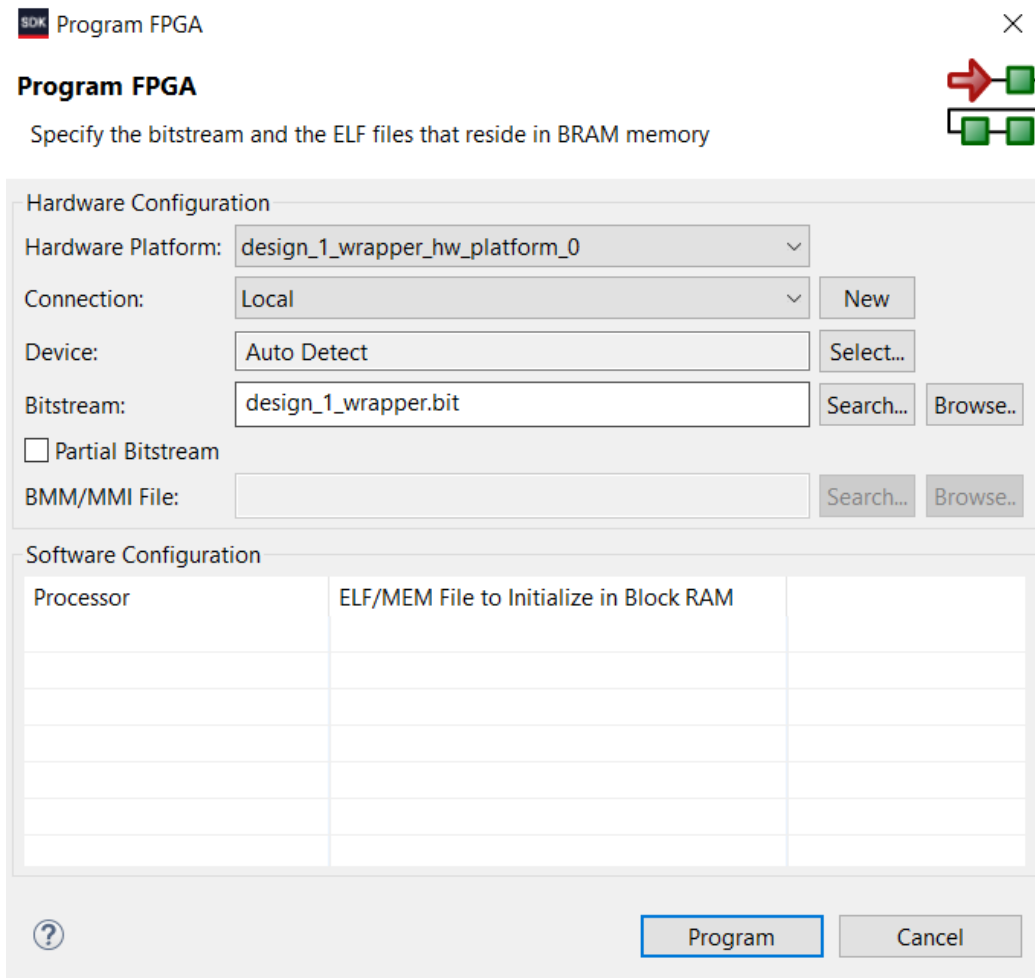 SDK Program FPGA
Program FPGA
Specify the bitstream and the ELF files that reside in BRAM memory
Hardware Configuration
Hardware Platform: design_1_wrapper_hw_platform_0
Connection: Local New
Device: Auto Detect Select...
Bitstream: design_1_wrapper.bit Search... Browse..
Partial Bitstream
BMM/MMI File: Search... Browse..
Software Configuration
Processor ELF/MEM File to Initialize in Block RAM
? Program Cancel